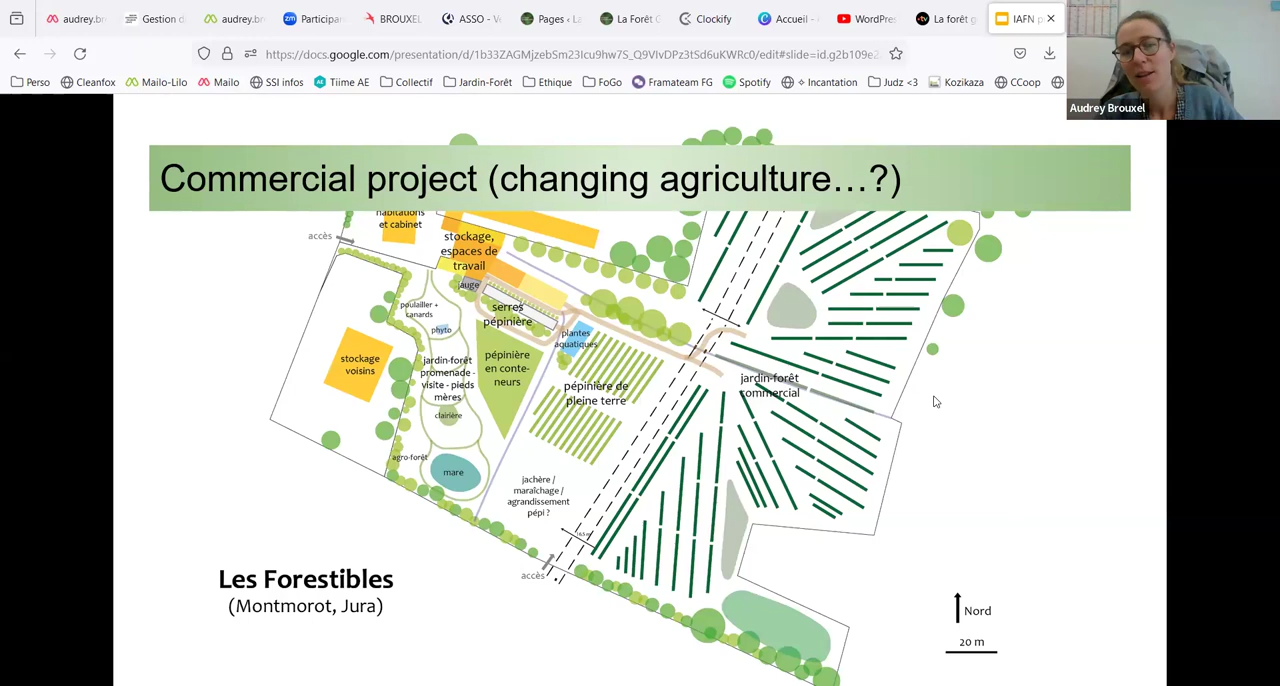 audrey.br
Gestion d
audrey.br
Participa
BROUXEL
ASSO - V
Pages ‹ L
La Forêt G
Clockify
Accueil -
WordPres
La forêt g
IAFN p
https://docs.google.com/presentation/d/1b33ZAGMjzebSm23Icu9hw7S_Q9VIvDPz3tSd6uKWRc0/edit#slide=id.g2b109e2
Perso
Cleanfox
Mailo-Lilo
Mailo
SSI infos
Tiime AE
Collectif
Jardin-Forêt
Ethique
FoGo
Framateam FG
Spotify
Incantation
Judz <3
Kozikaza
CCoop
Audrey Brouxel
Commercial project (changing agriculture…?)
habitations
et cabinet
accès
stockage,
espaces de
travail
jauge
serres
pépinière
poulailler +
canards
phyto
plantes
aquatiques
stockage
voisins
jardin-forêt
promenade -
visite - pieds
mères
pépinière
en conte-
neurs
pépinière de
pleine terre
jardin-forêt
commercial
clairière
agro-forêt
mare
jachère /
maraîchage /
agrandissement
pépi ?
accès
Les Forestibles
(Montmorot, Jura)
Nord
20 m